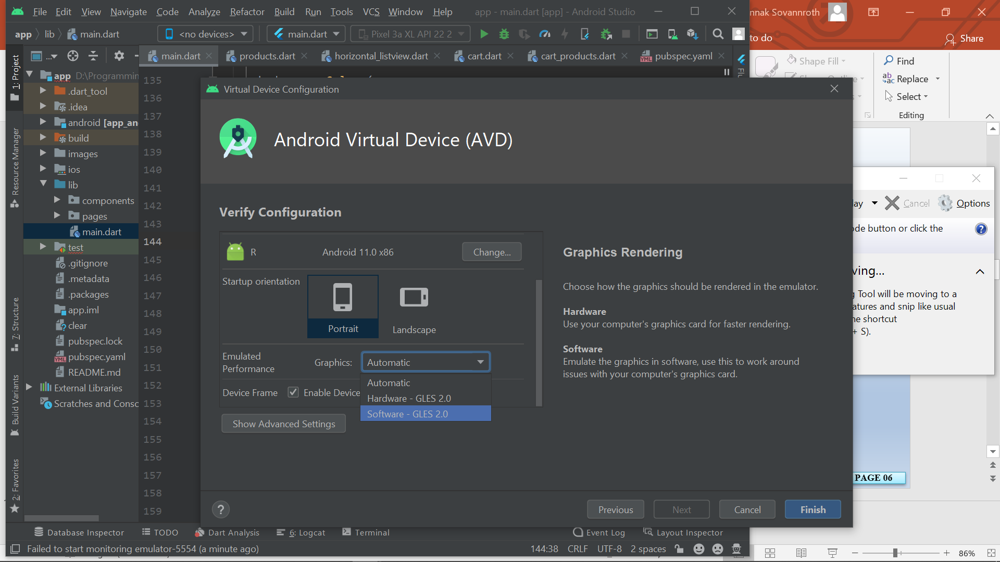 File Edit View Navigate Code Analyze Refactor Build Run Tools VCS Window Help
app - main.dart [app] - Android Studio
nnak Sovannroth
app lib main.dart
<no devices>
main.dart
Pixel 3a XL API 22 2
to do
Share
main.dart
products.dart
horizontal_listview.dart
cart.dart
cart_products.dart
pubspec.yaml
1: Project
Resource Manager
7: Structure
Build Variants
2: Favorites
app D:\Programmin
.dart_tool
.idea
android [app_an
build
images
ios
lib
components
pages
main.dart
test
.gitignore
.metadata
.packages
app.iml
clear
pubspec.lock
pubspec.yaml
README.md
External Libraries
Scratches and Consc
135
136
137
138
139
140
141
142
143
144
145
146
147
148
149
150
151
152
153
154
155
156
157
158
159
Virtual Device Configuration
Android Virtual Device (AVD)
Verify Configuration
R Android 11.0 x86 Change...
Startup orientation
Portrait
Landscape
Emulated
Performance
Graphics: Automatic
Automatic
Hardware - GLES 2.0
Software - GLES 2.0
Device Frame Enable Device
Show Advanced Settings
Graphics Rendering
Choose how the graphics should be rendered in the emulator.
Hardware
Use your computer's graphics card for faster rendering.
Software
Emulate the graphics in software, use this to work around
issues with your computer's graphics card.
? Previous Next Cancel Finish
Shape Fill
Find
Replace
Select
Editing
lay Cancel Options
ode button or click the
ving...
g Tool will be moving to a
atures and snip like usual
he shortcut
+ S).
PAGE 06
Database Inspector TODO Dart Analysis 6: Logcat Terminal Event Log Layout Inspector
Failed to start monitoring emulator-5554 (a minute ago)
144:38 CRLF UTF-8 2 spaces
86%